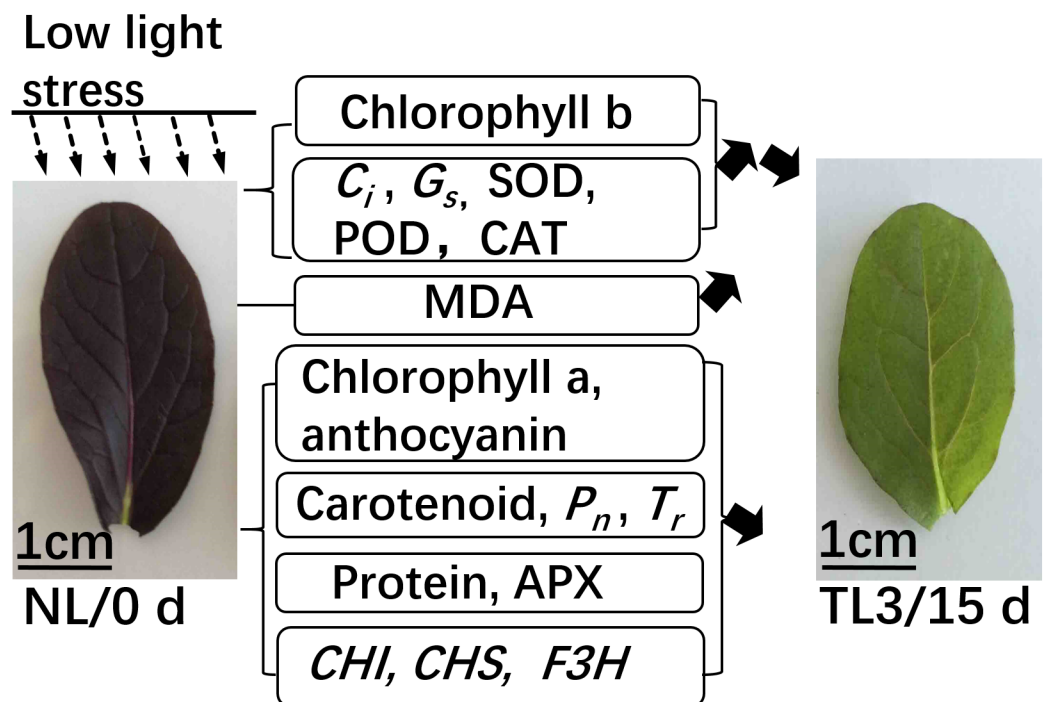 Low light
stress
Chlorophyll b
Ci, Gs, SOD,
POD, CAT
MDA
Chlorophyll a,
anthocyanin
Carotenoid, Pn, Tr
Protein, APX
CHI, CHS, F3H
1cm
NL/0 d
1cm
TL3/15 d